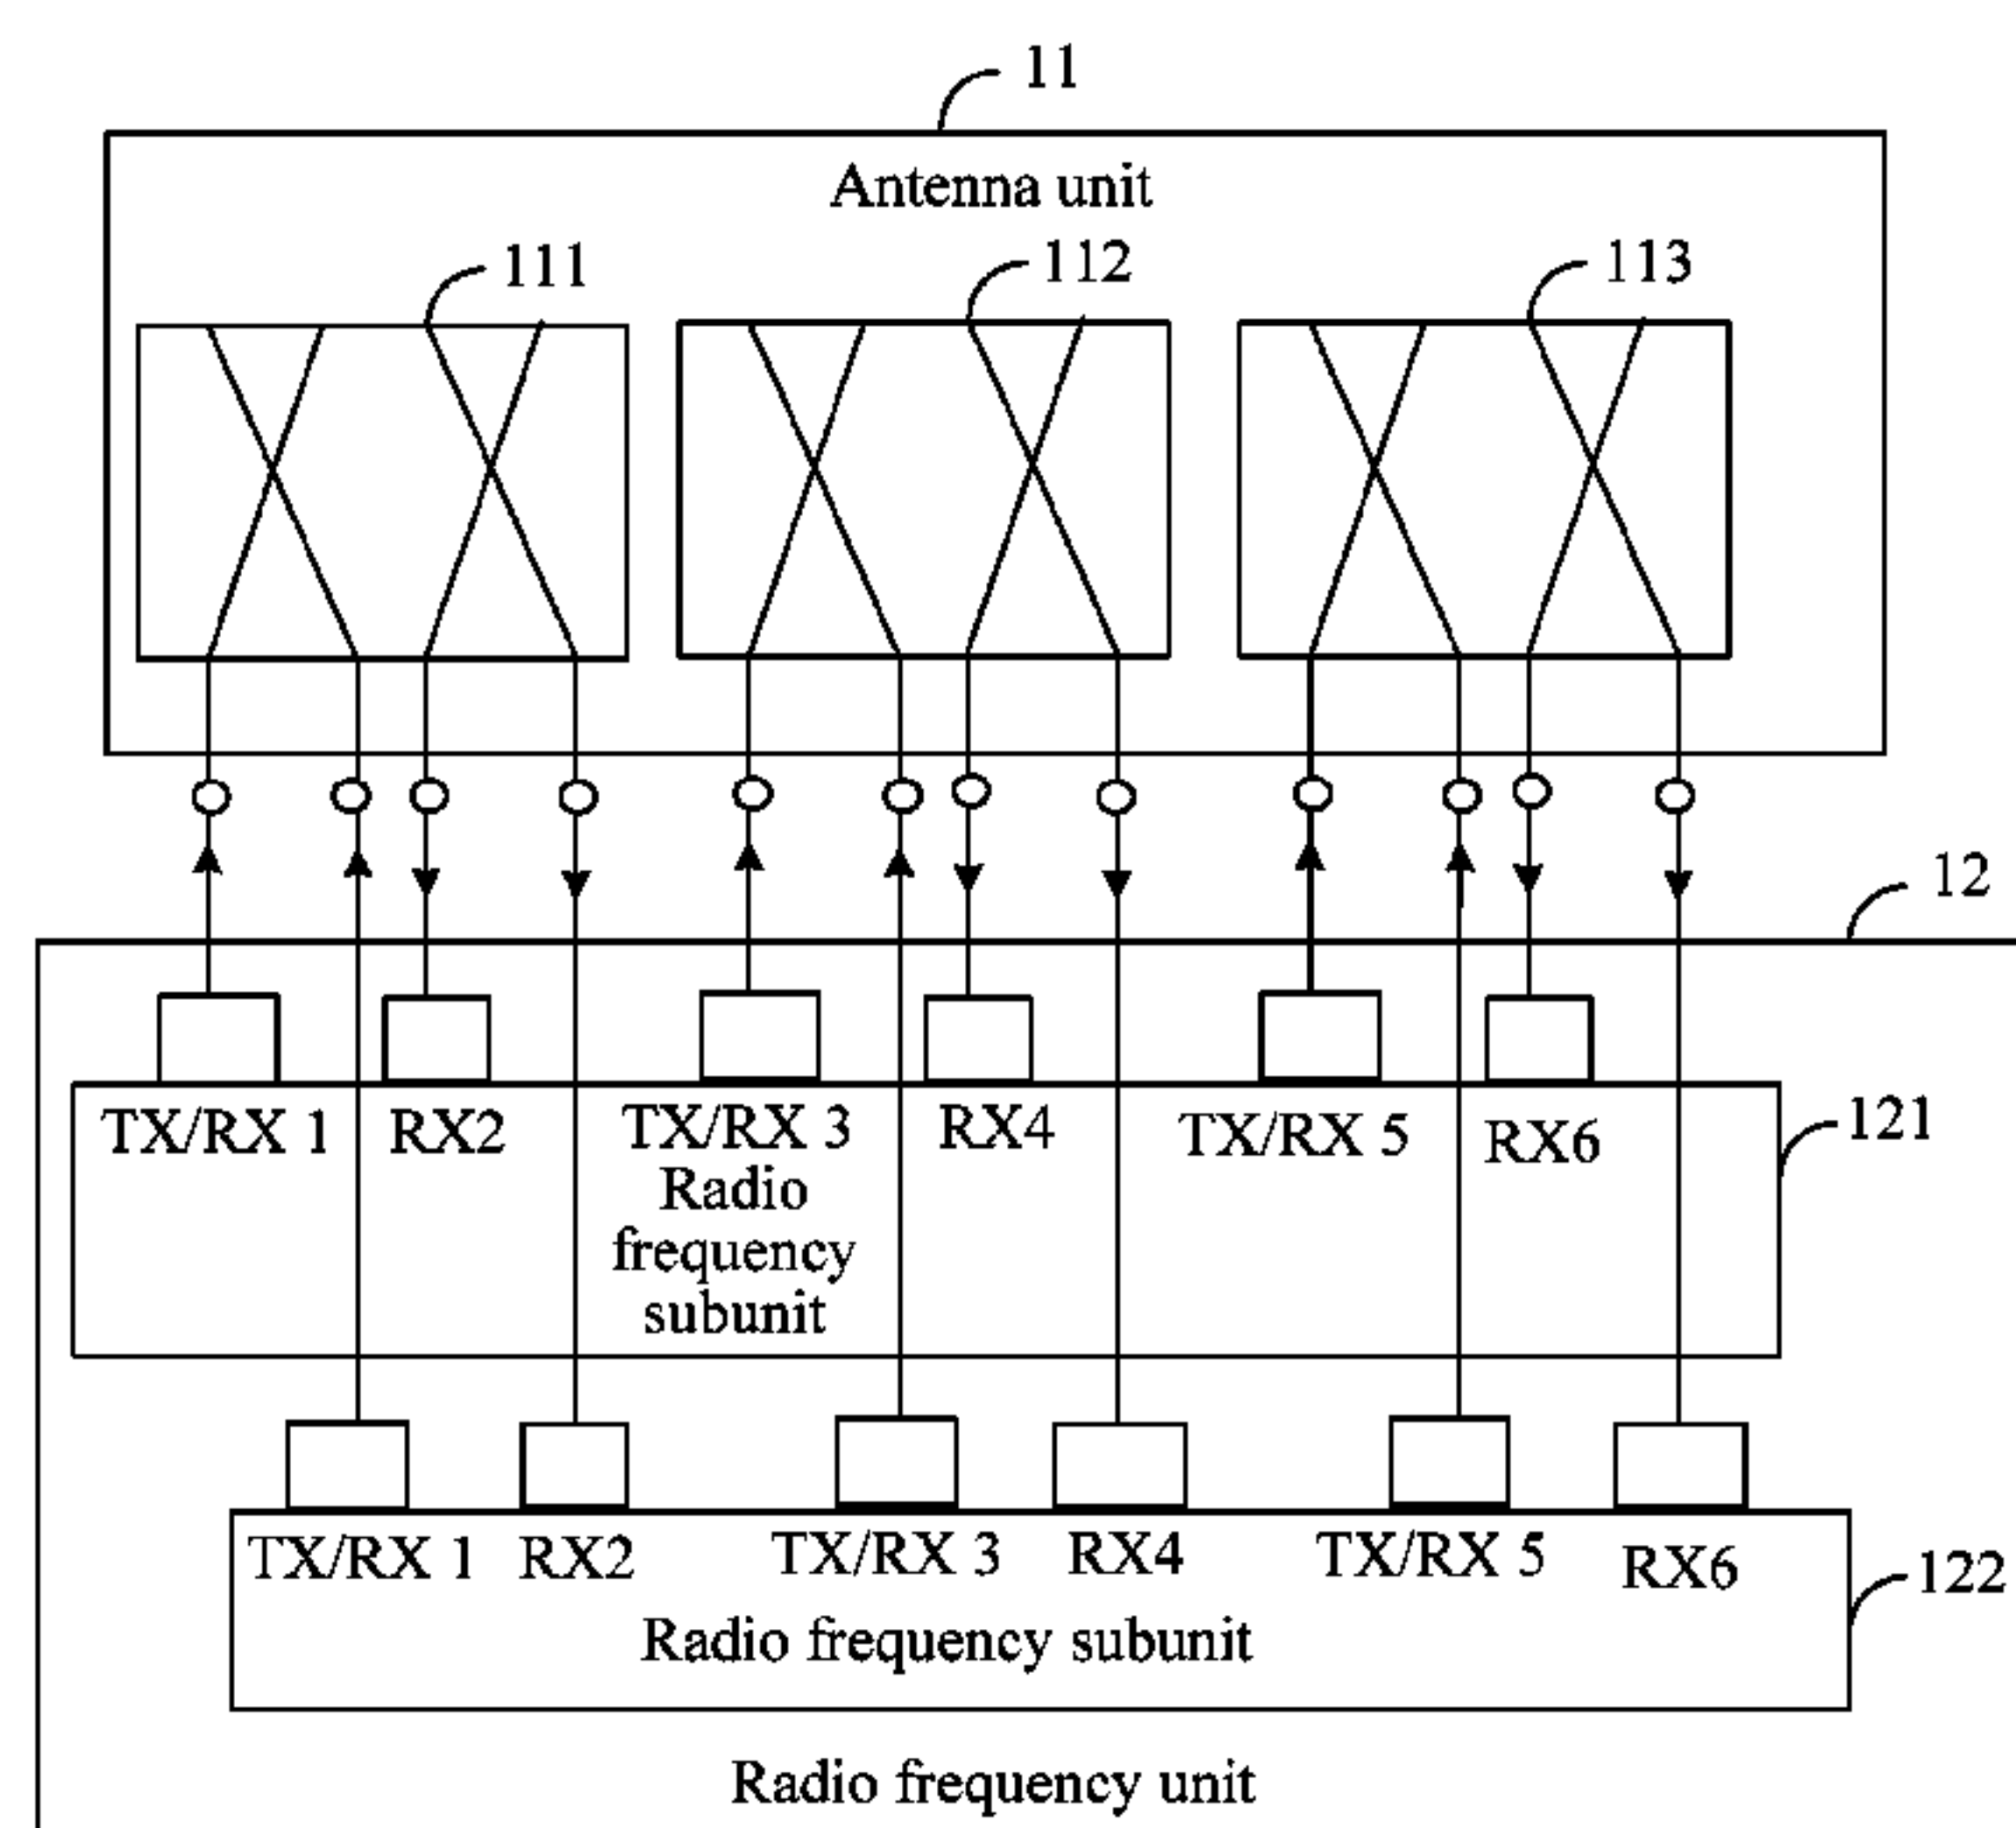 11
Antenna unit
111
112
113
12
TX/RX 1
RX2
TX/RX 3
RX4
TX/RX 5
RX6
121
Radio
frequency
subunit
TX/RX 1
RX2
TX/RX 3
RX4
TX/RX 5
RX6
122
Radio frequency subunit
Radio frequency unit